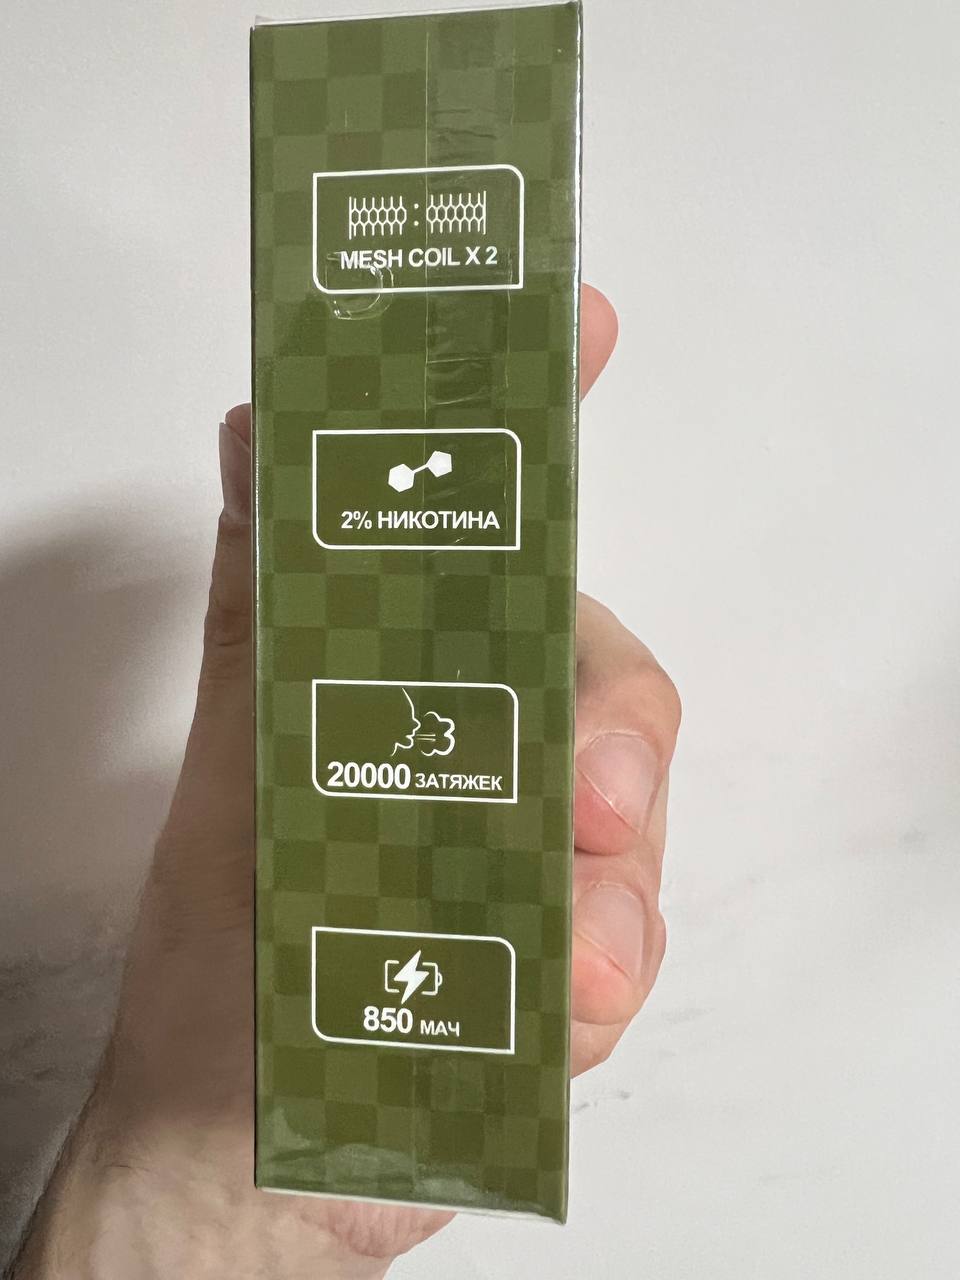 MESH COIL X 2
2% НИКОТИНА
20000 ЗАТЯЖЕК
850 МАЧ